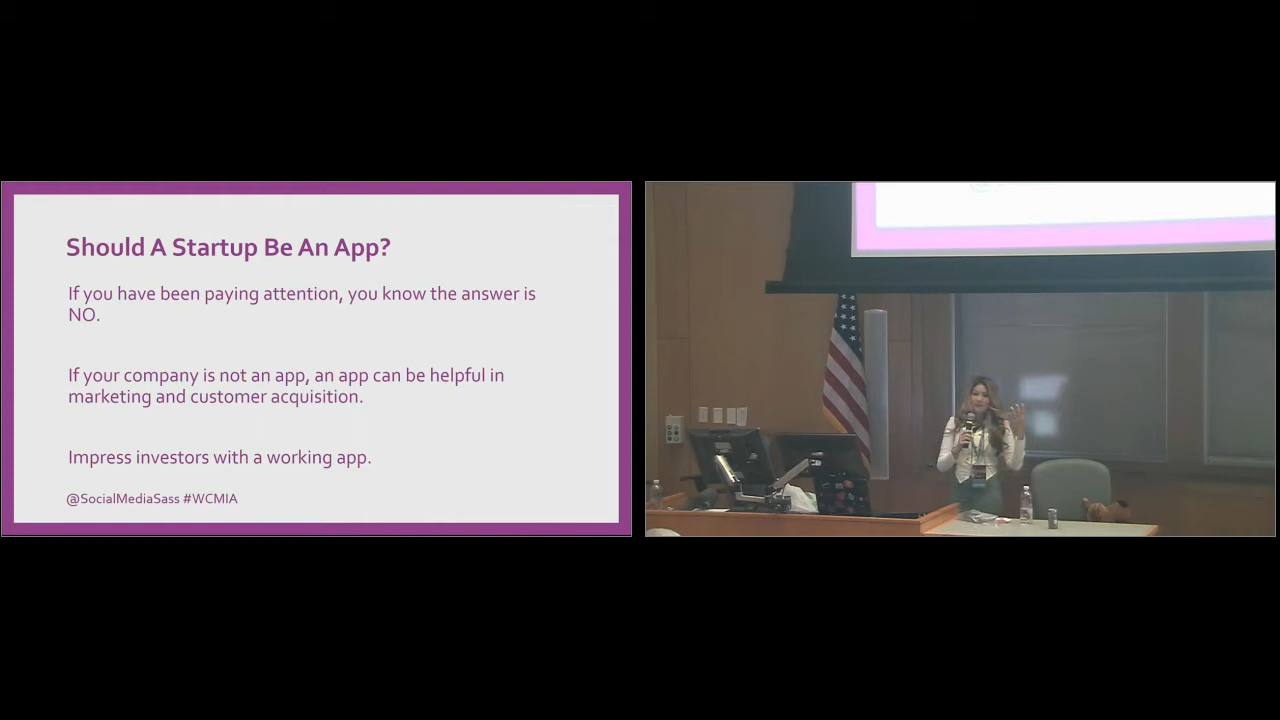 Should A Startup Be An App?
If you have been paying attention, you know the answer is
NO.
If your company is not an app, an app can be helpful in
marketing and customer acquisition.
Impress investors with a working app.
@SocialMediaSass #WCMIA